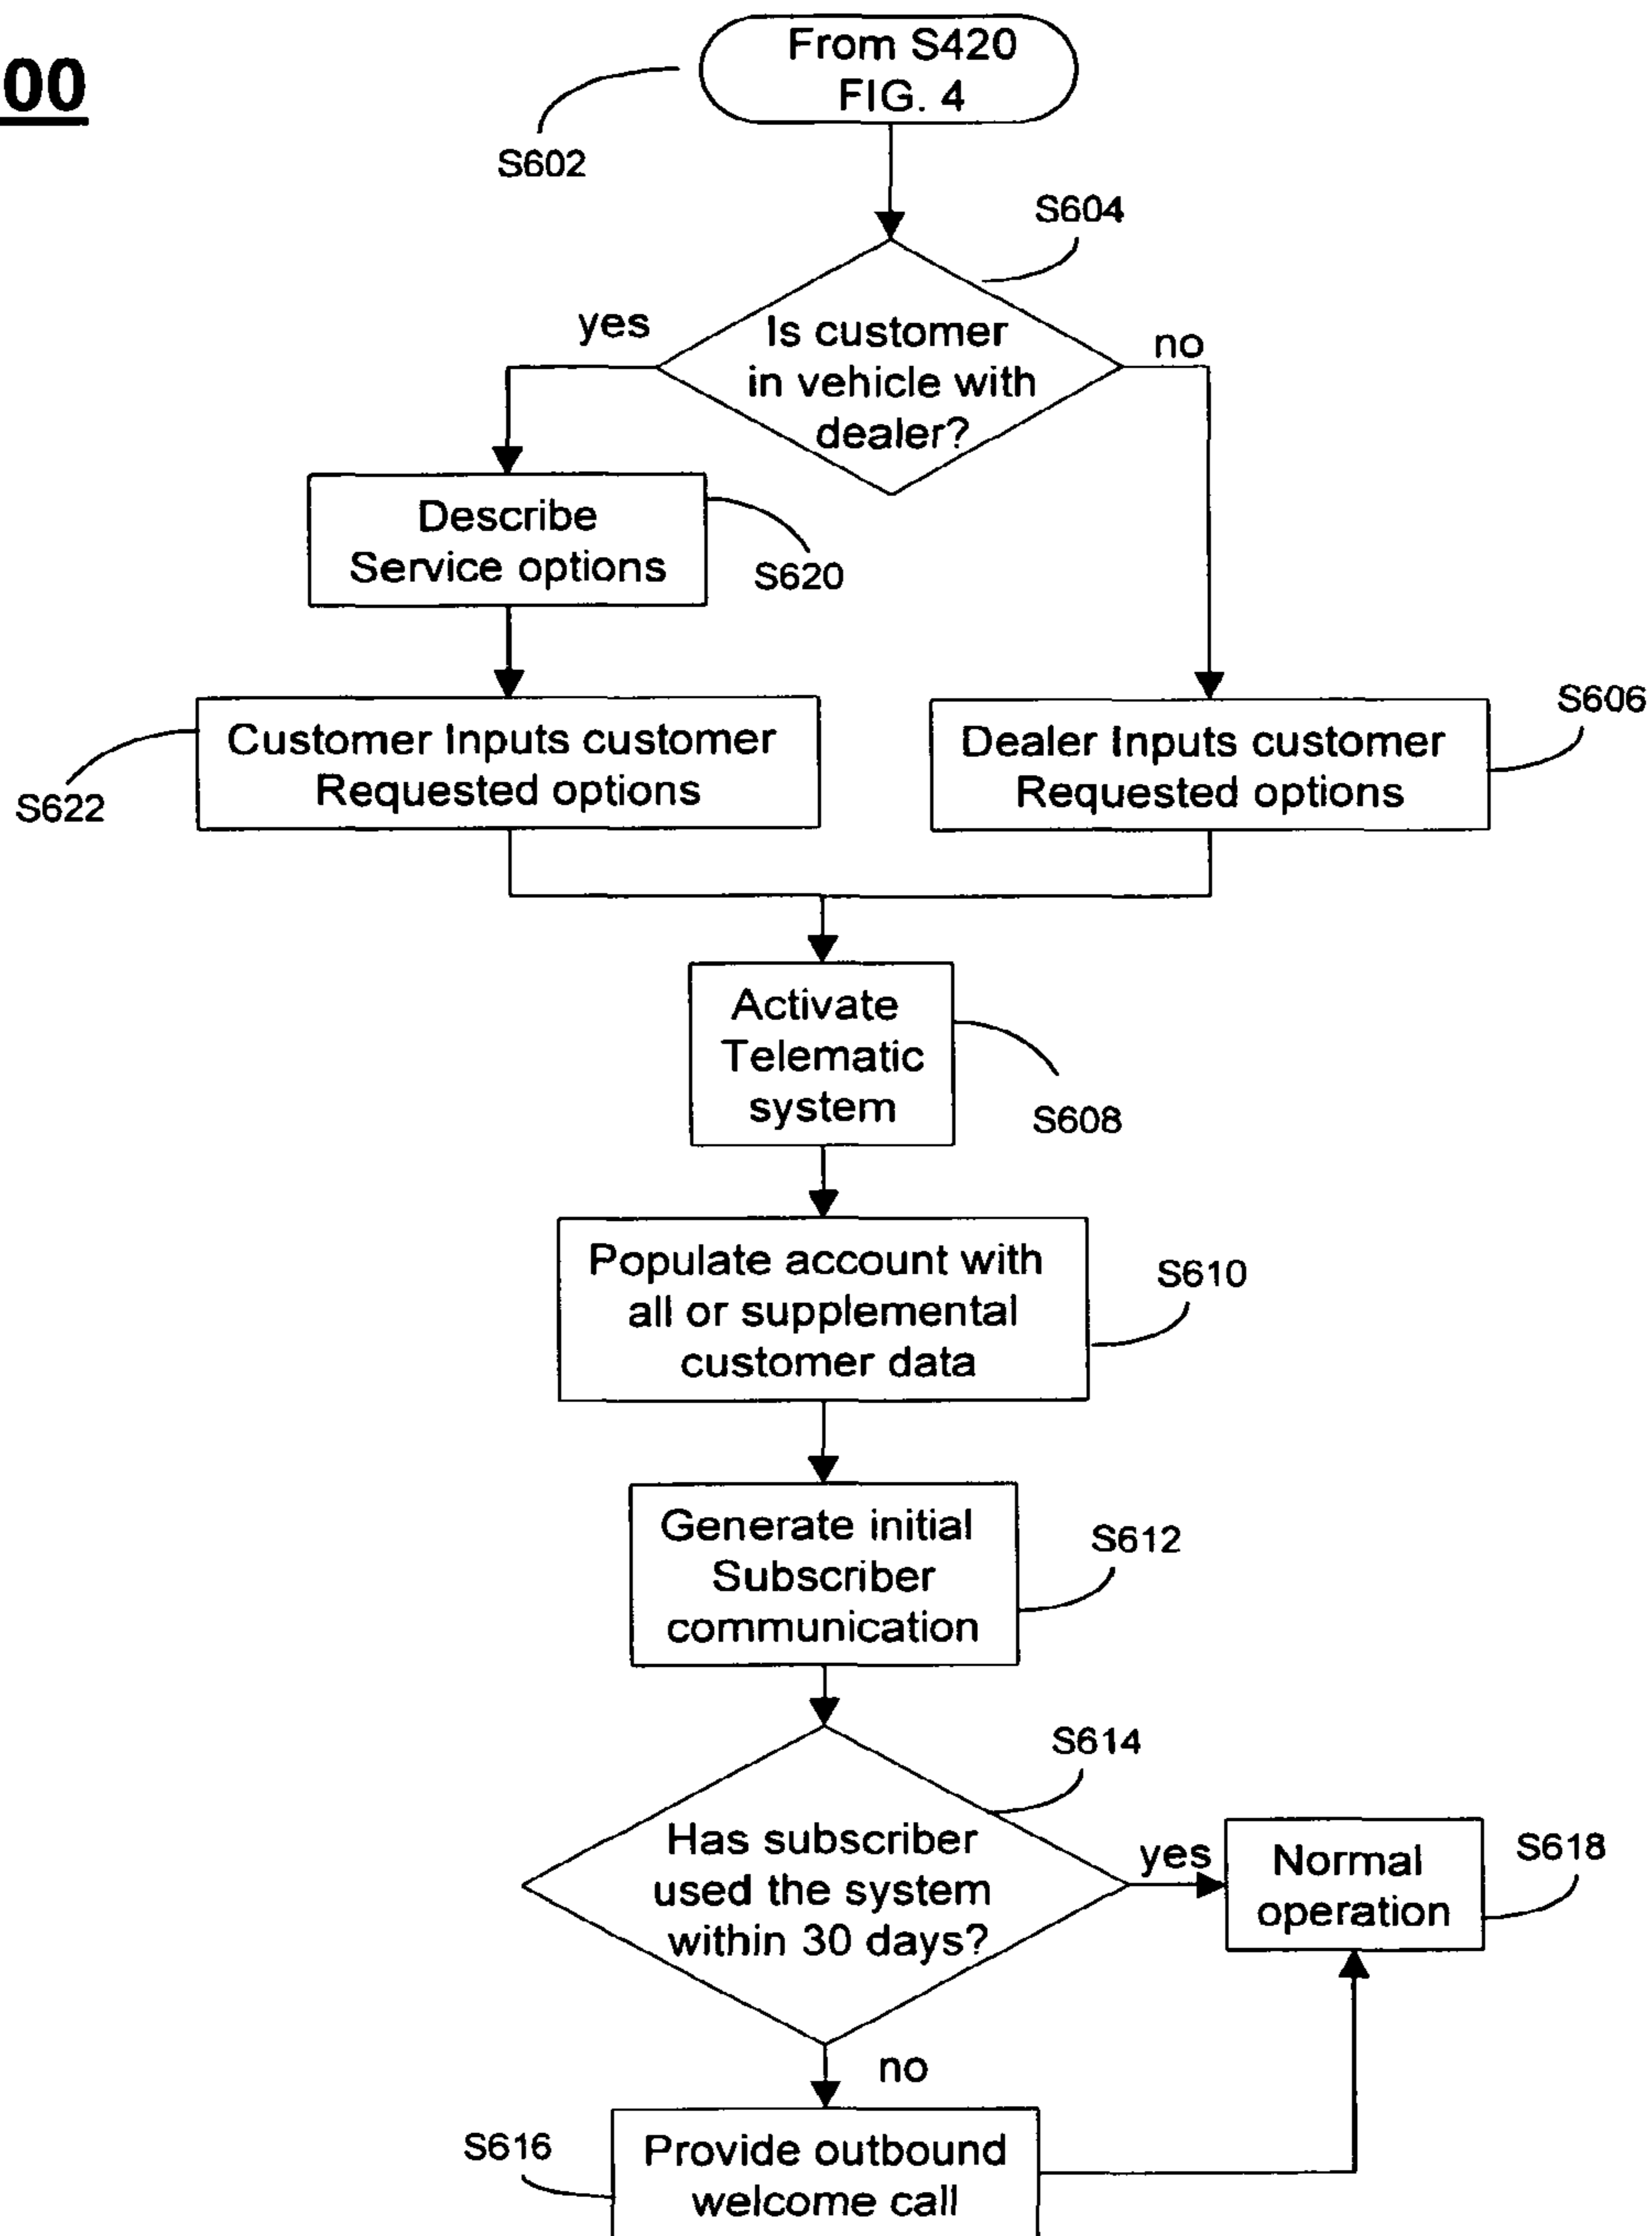 00
From S420
FIG. 4
S602
S604
yes
Is customer
in vehicle with
dealer?
no
Describe
Service options
S620
S606
Customer Inputs customer
Requested options
S622
Dealer Inputs customer
Requested options
Activate
Telematic
system
S608
Populate account with
all or supplemental
customer data
S610
Generate initial
Subscriber
communication
S612
S614
Has subscriber
used the system
within 30 days?
yes
Normal
operation
S618
no
S616
Provide outbound
welcome call